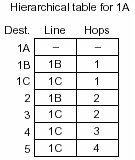 Hierarchical table for 1A
Dest. Line Hops
1A – –
1B 1B 1
1C 1C 1
2 1B 2
3 1C 2
4 1C 3
5 1C 4